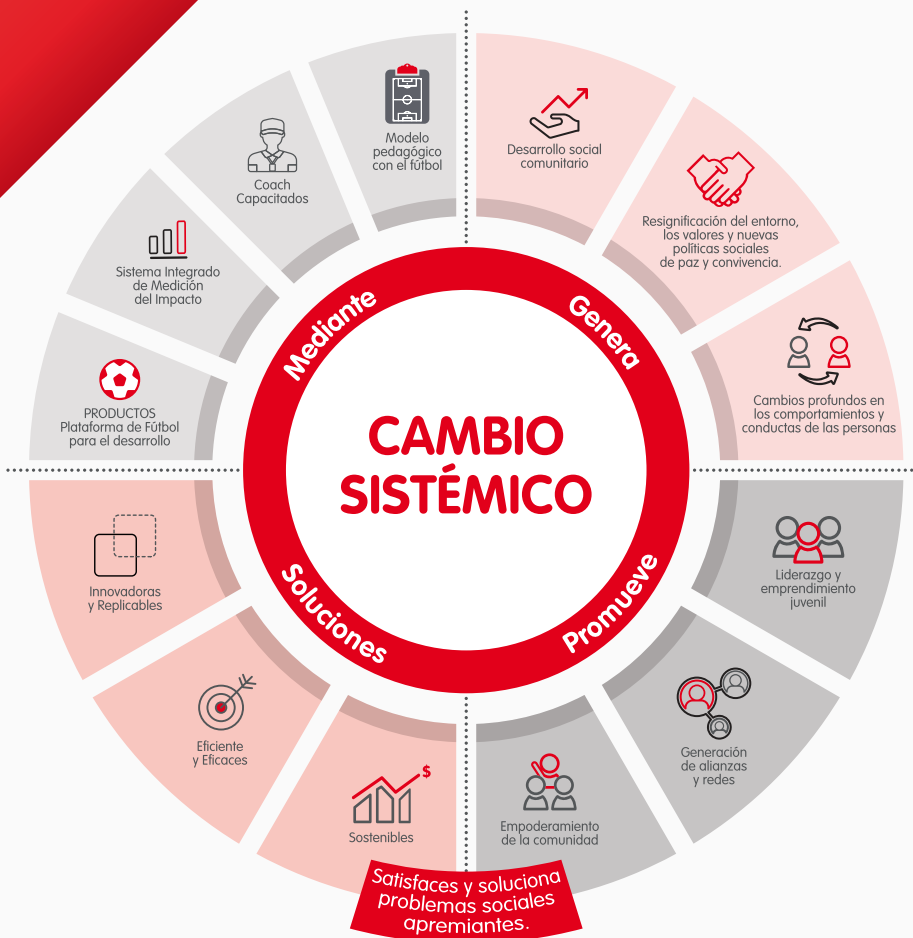 CAMBIO
SISTÉMICO
Mediante
Modelo
pedagógico
con el fútbol
Coach
Capacitados
Sistema Integrado
de Medición
del Impacto
PRODUCTOS
Plataforma de Fútbol
para el desarrollo
Genera
Desarrollo social
comunitario
Resignificación del entorno,
los valores y nuevas
políticas sociales
de paz y convivencia.
Cambios profundos en
los comportamientos y
conductas de las personas
Promueve
Liderazgo y
emprendimiento
juvenil
Generación
de alianzas
y redes
Empoderamiento
de la comunidad
Soluciones
Innovadoras
y Replicables
Eficiente
y Eficaces
$
Sostenibles
Satisfaces y soluciona
problemas sociales
apremiantes.